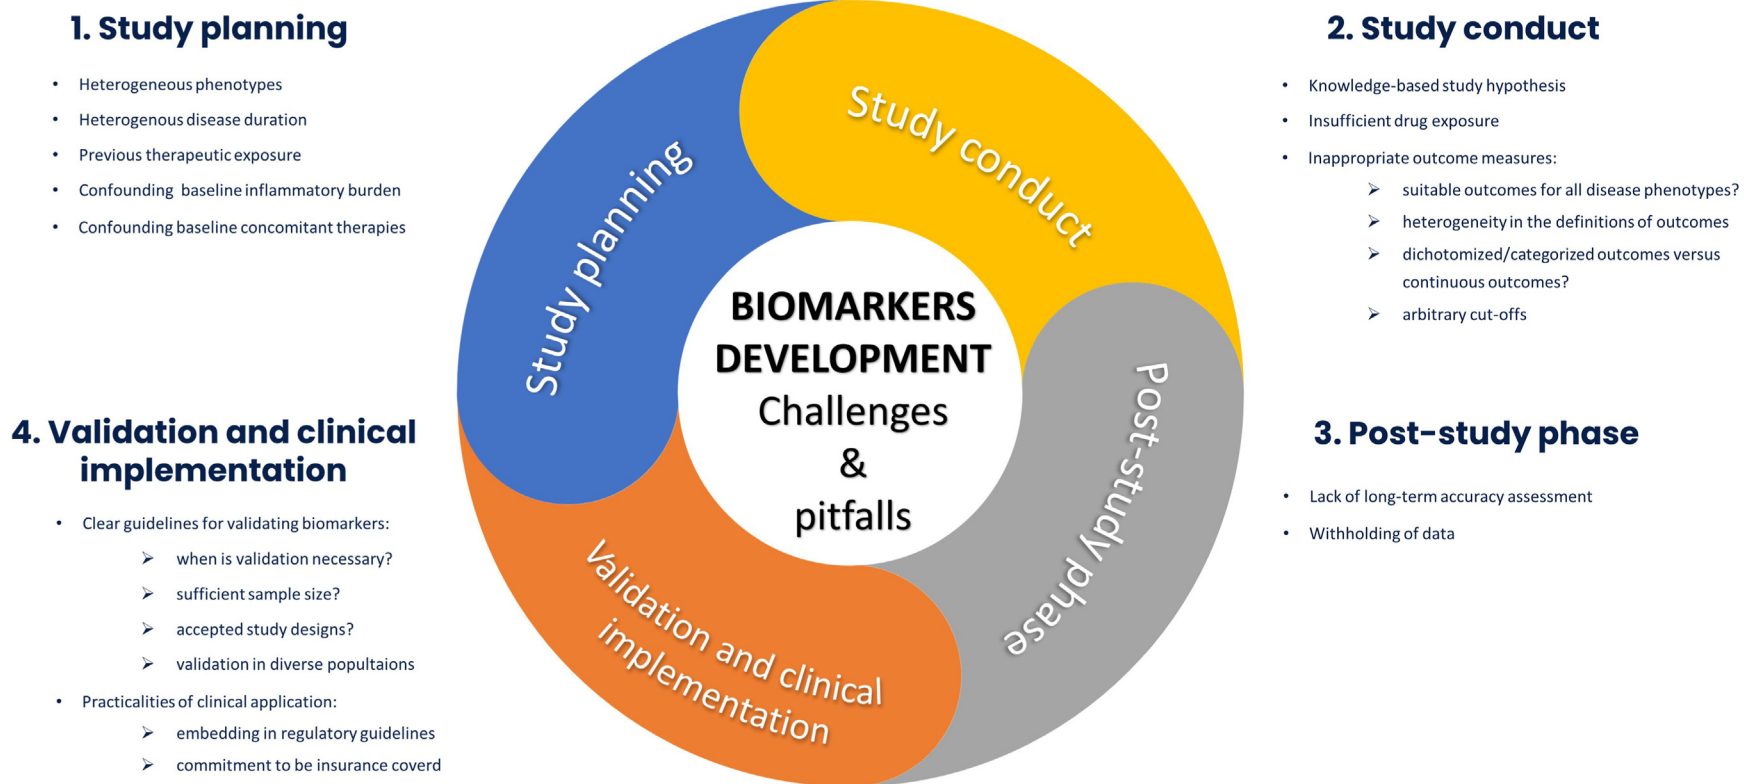 1. Study planning
• Heterogeneous phenotypes
• Heterogenous disease duration
• Previous therapeutic exposure
• Confounding baseline inflammatory burden
• Confounding baseline concomitant therapies
2. Study conduct
• Knowledge-based study hypothesis
• Insufficient drug exposure
• Inappropriate outcome measures:
➢ suitable outcomes for all disease phenotypes?
➢ heterogeneity in the definitions of outcomes
➢ dichotomized/categorized outcomes versus
continuous outcomes?
➢ arbitrary cut-offs
Study planning
Study conduct
Post-study phase
Validation and clinical
implementation
BIOMARKERS
DEVELOPMENT
Challenges
&
pitfalls
3. Post-study phase
• Lack of long-term accuracy assessment
• Withholding of data
4. Validation and clinical
implementation
• Clear guidelines for validating biomarkers:
➢ when is validation necessary?
➢ sufficient sample size?
➢ accepted study designs?
➢ validation in diverse popultaions
• Practicalities of clinical application:
➢ embedding in regulatory guidelines
➢ commitment to be insurance coverd